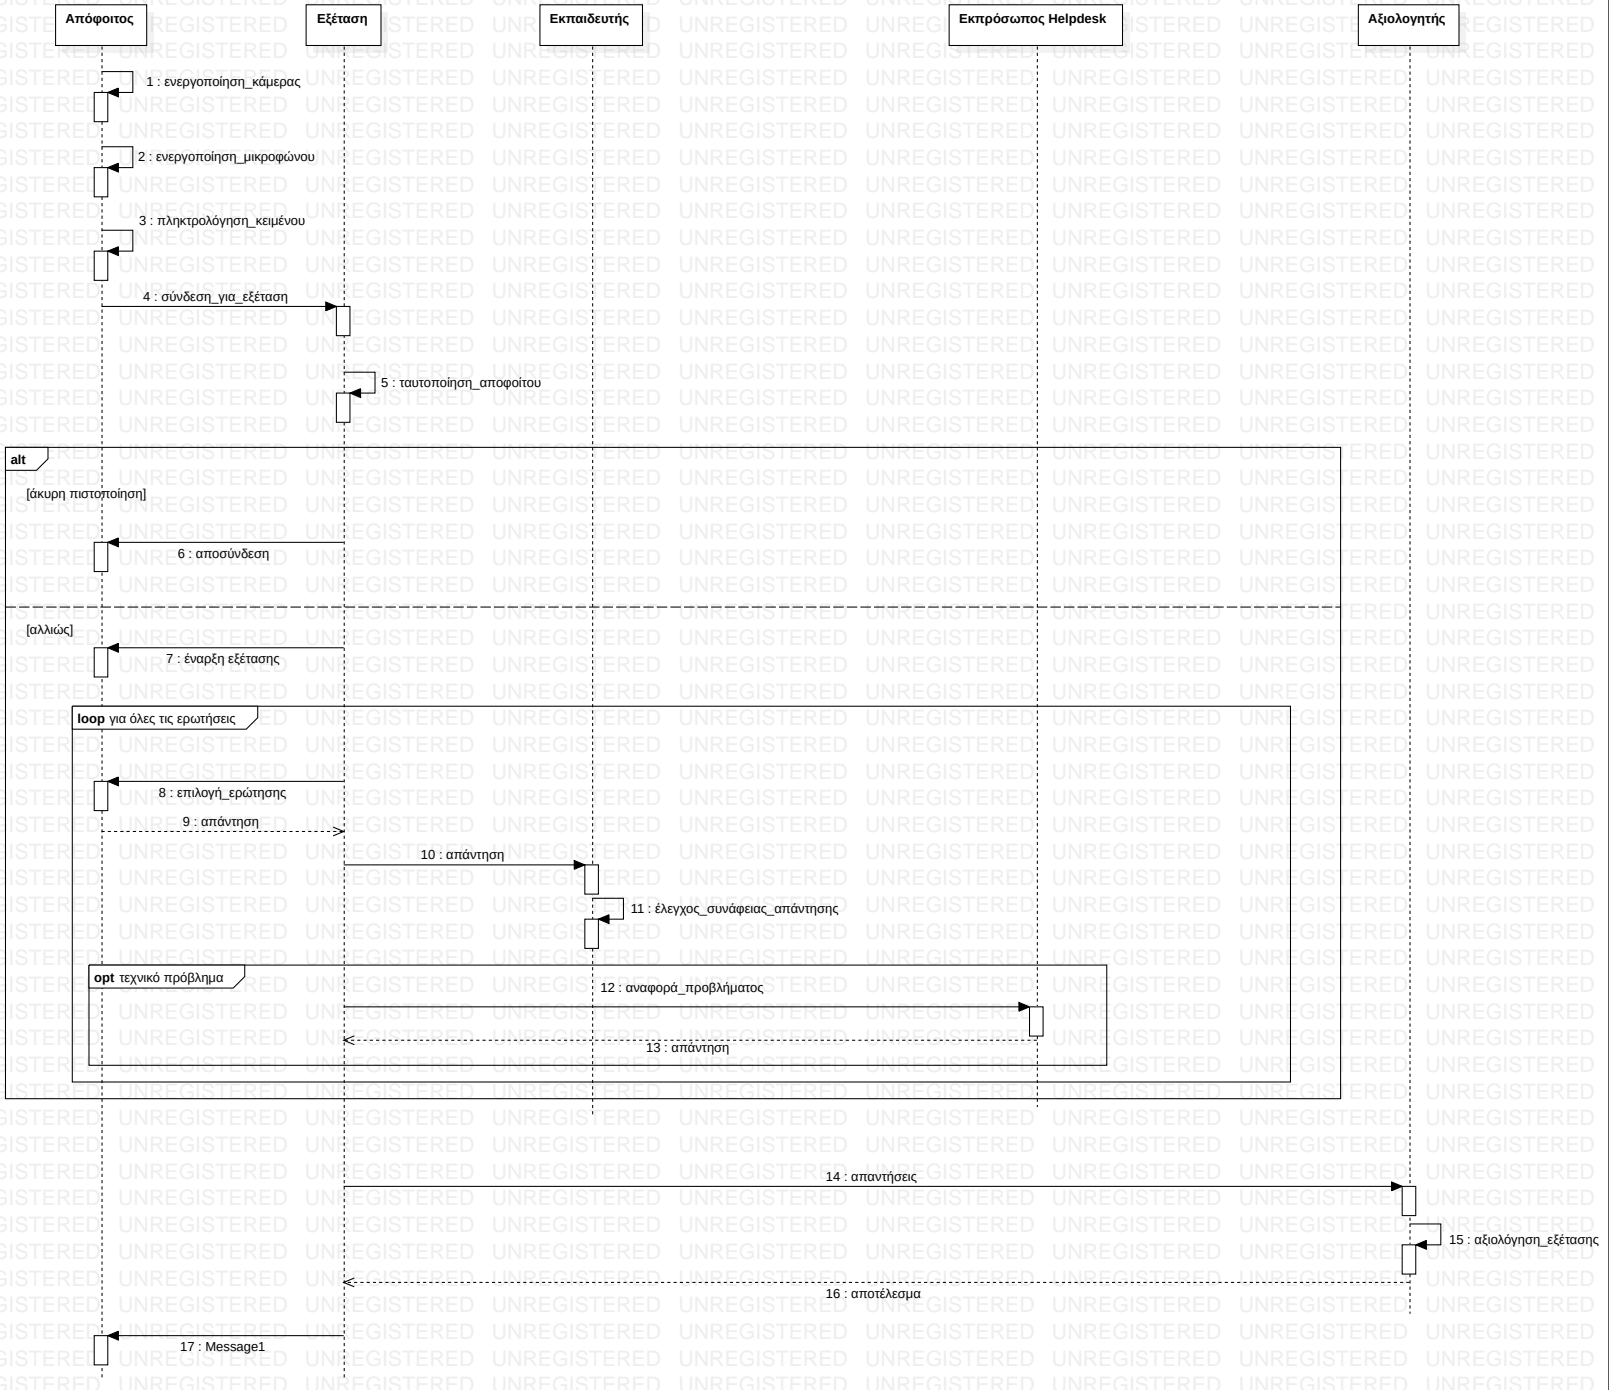 Απόφοιτος
Εξέταση
Εκπαιδευτής
Εκπρόσωπος Helpdesk
Αξιολογητής
1 : ενεργοποίηση_κάμερας
2 : ενεργοποίηση_μικροφώνου
3 : πληκτρολόγηση_κειμένου
4 : σύνδεση_για_εξέταση
5 : ταυτοποίηση_αποφοίτου
alt
[άκυρη πιστοποίηση]
6 : αποσύνδεση
[αλλιώς]
7 : έναρξη εξέτασης
loop για όλες τις ερωτήσεις
8 : επιλογή_ερώτησης
9 : απάντηση
10 : απάντηση
11 : έλεγχος_συνάφειας_απάντησης
opt τεχνικό πρόβλημα
12 : αναφορά_προβλήματος
13 : απάντηση
14 : απαντήσεις
15 : αξιολόγηση_εξέτασης
16 : αποτέλεσμα
17 : Message1
UNREGISTERED